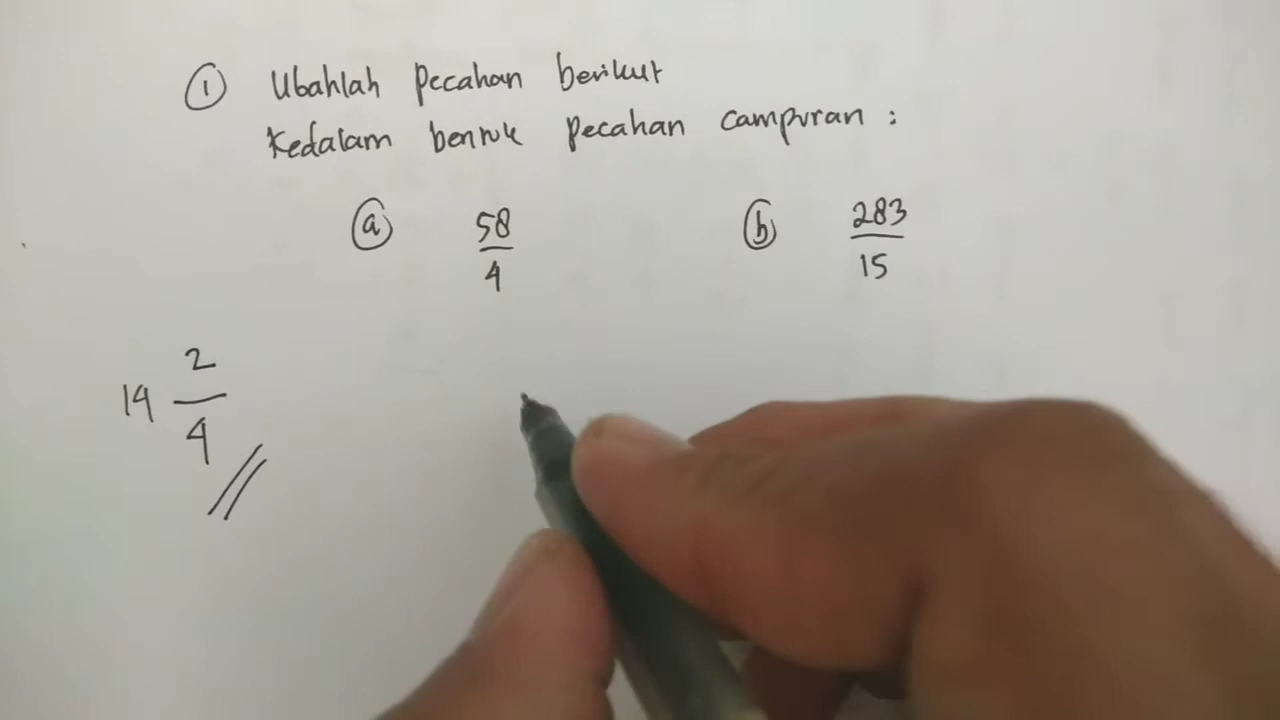 ① Ubahlah pecahan berikut
kedalam bentuk pecahan campuran :
ⓐ 58/4 ⓑ 283/15
14 2/4 //